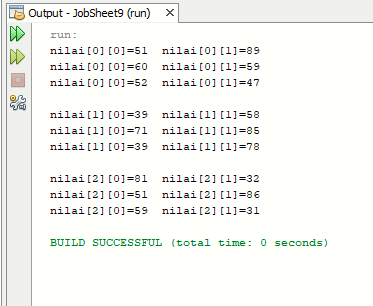 Output - JobSheet9 (run)
run:
nilai[0][0]=51  nilai[0][1]=89
nilai[0][0]=60  nilai[0][1]=59
nilai[0][0]=52  nilai[0][1]=47
nilai[1][0]=39  nilai[1][1]=58
nilai[1][0]=71  nilai[1][1]=85
nilai[1][0]=39  nilai[1][1]=78
nilai[2][0]=81  nilai[2][1]=32
nilai[2][0]=51  nilai[2][1]=86
nilai[2][0]=59  nilai[2][1]=31
BUILD SUCCESSFUL (total time: 0 seconds)